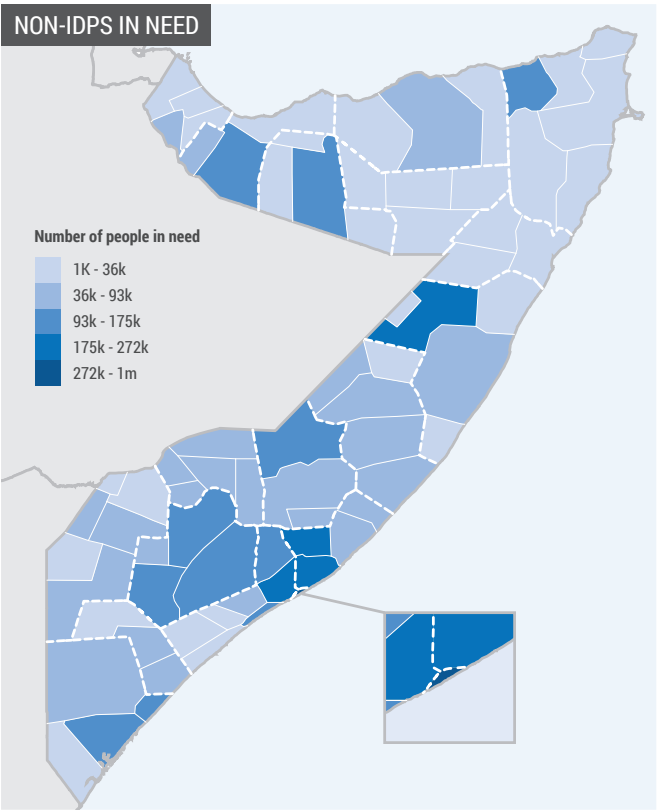 NON-IDPS IN NEED
Number of people in need
1K - 36k
36k - 93k
93k - 175k
175k - 272k
272k - 1m